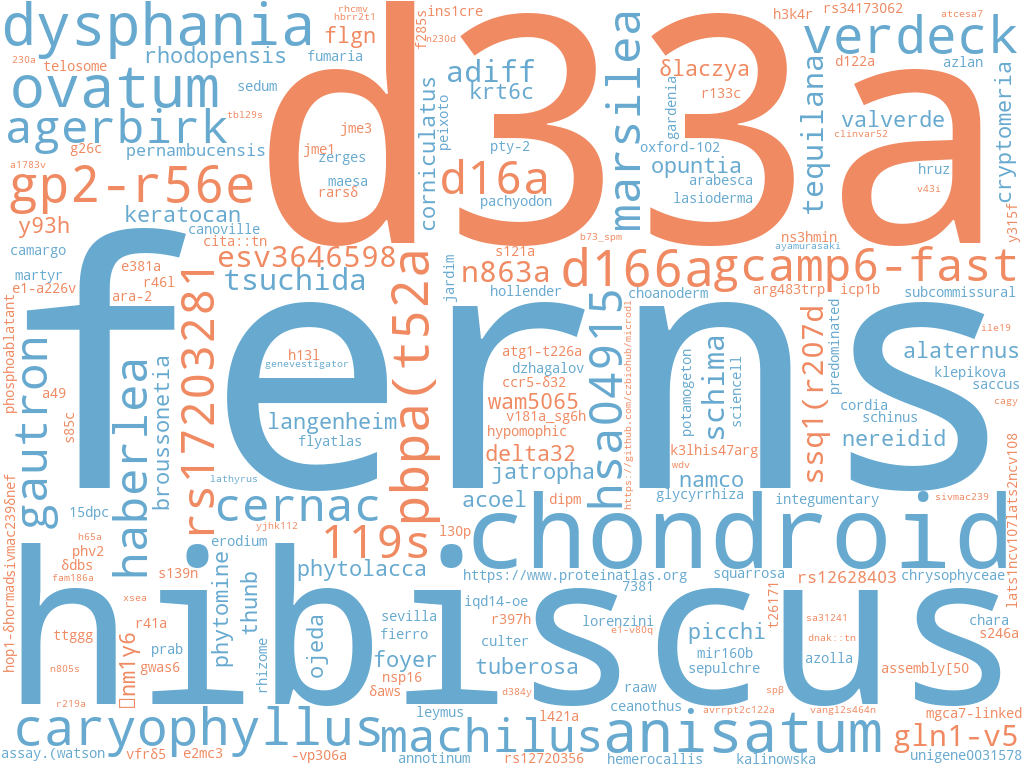 dysphania
d33a
verdeck
rhcmv
hbrr2t1
flgn
f285s
ins1cre
n230d
h3k4r
rs34173062
atcesa7
230a
telosome
rhodopensis
fumaria
adiff
δlaczya
d122a
azlan
ovatum
sedum
krt6c
r133c
gardenia
marsilea
tequilana
cryptomeria
agerbirk
tb129s
jme3
corniculatus
peixoto
valverde
clinvar52
g26c
pernambucensis
jme1
zerges
pty-2
oxford-102
opuntia
a1783v
gp2-r56e
maesa
rarsδ
d16a
pachyodon
arabesca
lasioderma
hruz
v43i
y93h
keratocan
canoville
cita::tn
b73_spm
ns3hmin
ayamurasaki
y315f
camargo
esv3646598
s121a
martyr
e381a
r46l
tsuchida
jardim
n863a
d166a
gcamp6-fast
e1-a226v
ara-2
hollender
choanoderm
arg483trp
icp1b
subcommissural
ferns
phosphoablatant
rs17203281
pbpa(t52a
hsa04915
https://github.com/czbiohub/microdl
ssq1(r207d
predominated
ile19
gautron
haberlea
broussonetia
h13l
genevestigator
atg1-t226a
dzhagalov
ccr5-δ32
potamogeton
schima
sciencell
alaternus
klepikova
saccus
a49
s85c
wam5065
v181a_sg6h
cordia
schinus
cagy
langenheim
flyatlas
hypomophic
delta32
k3lhis47arg
nereidid
lathyrus
jatropha
wdv
namco
hop1-δhormadsivmac239δnef
cernac
acoel
dipm
glycyrrhiza
integumentary
sivmac239
15dpc
yjhk112
119s
l30p
chondroid
lats1ncv1071lats2ncv108
h65a
phv2
erodium
δdbs
fam186a
s139n
phytolacca
https://www.proteinatlas.org
squarrosa
rs12628403
chrysophyceae
7381
hibiscus
phytomine
thunb
xsea
iqd14-oe
t26171
sevilla
r397h
lorenzini
e1-v80q
sa31241
chara
ttggg
r41a
fierro
picchi
dnak::tn
s246a
prab
rhizome
ojeda
culter
mir160b
n805s
nm1γ6
gwas6
foyer
nsp16
tuberosa
sepulchre
azolla
assembly[50
δaws
d384y
raaw
spβ
r219a
leymus
ceanothus
avrrpt2c122a
vangl2s464n
mgca7-linked
caryophyllus
machilus
l421a
anisatum
gln1-v5
assay.(watson
vfrδ5
e2mc3
-vp306a
annotinum
rs12720356
hemerocallis
kalinowska
unigene0031578